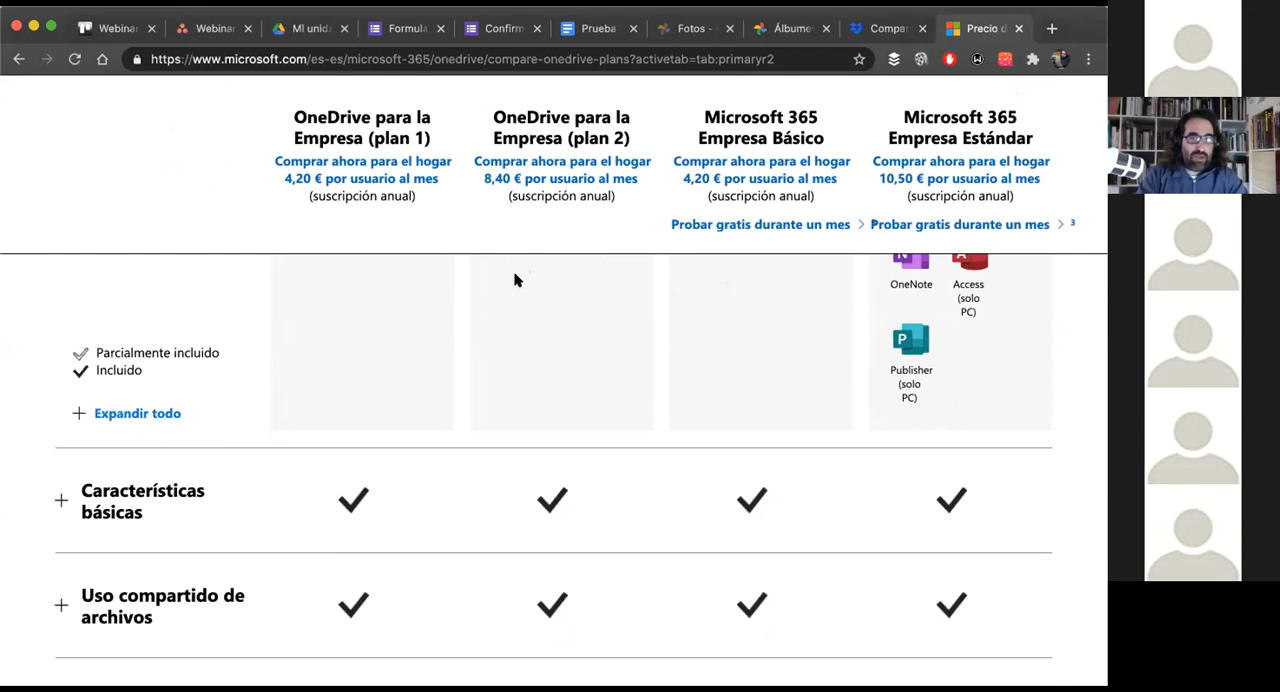 Webinar
Webinar
Mi unida
Formula
Confirm
Prueba
Fotos -
Álbume
Compar
Precio d
https://www.microsoft.com/es-es/microsoft-365/onedrive/compare-onedrive-plans?activetab=tab:primaryr2
OneDrive para la
Empresa (plan 1)
Comprar ahora para el hogar
4,20 € por usuario al mes
(suscripción anual)
OneDrive para la
Empresa (plan 2)
Comprar ahora para el hogar
8,40 € por usuario al mes
(suscripción anual)
Microsoft 365
Empresa Básico
Comprar ahora para el hogar
4,20 € por usuario al mes
(suscripción anual)
Probar gratis durante un mes >
Microsoft 365
Empresa Estándar
Comprar ahora para el hogar
10,50 € por usuario al mes
(suscripción anual)
Probar gratis durante un mes > 3
OneNote
Access
(solo
PC)
Publisher
(solo
PC)
Parcialmente incluido
Incluido
Expandir todo
Características
básicas
Uso compartido de
archivos